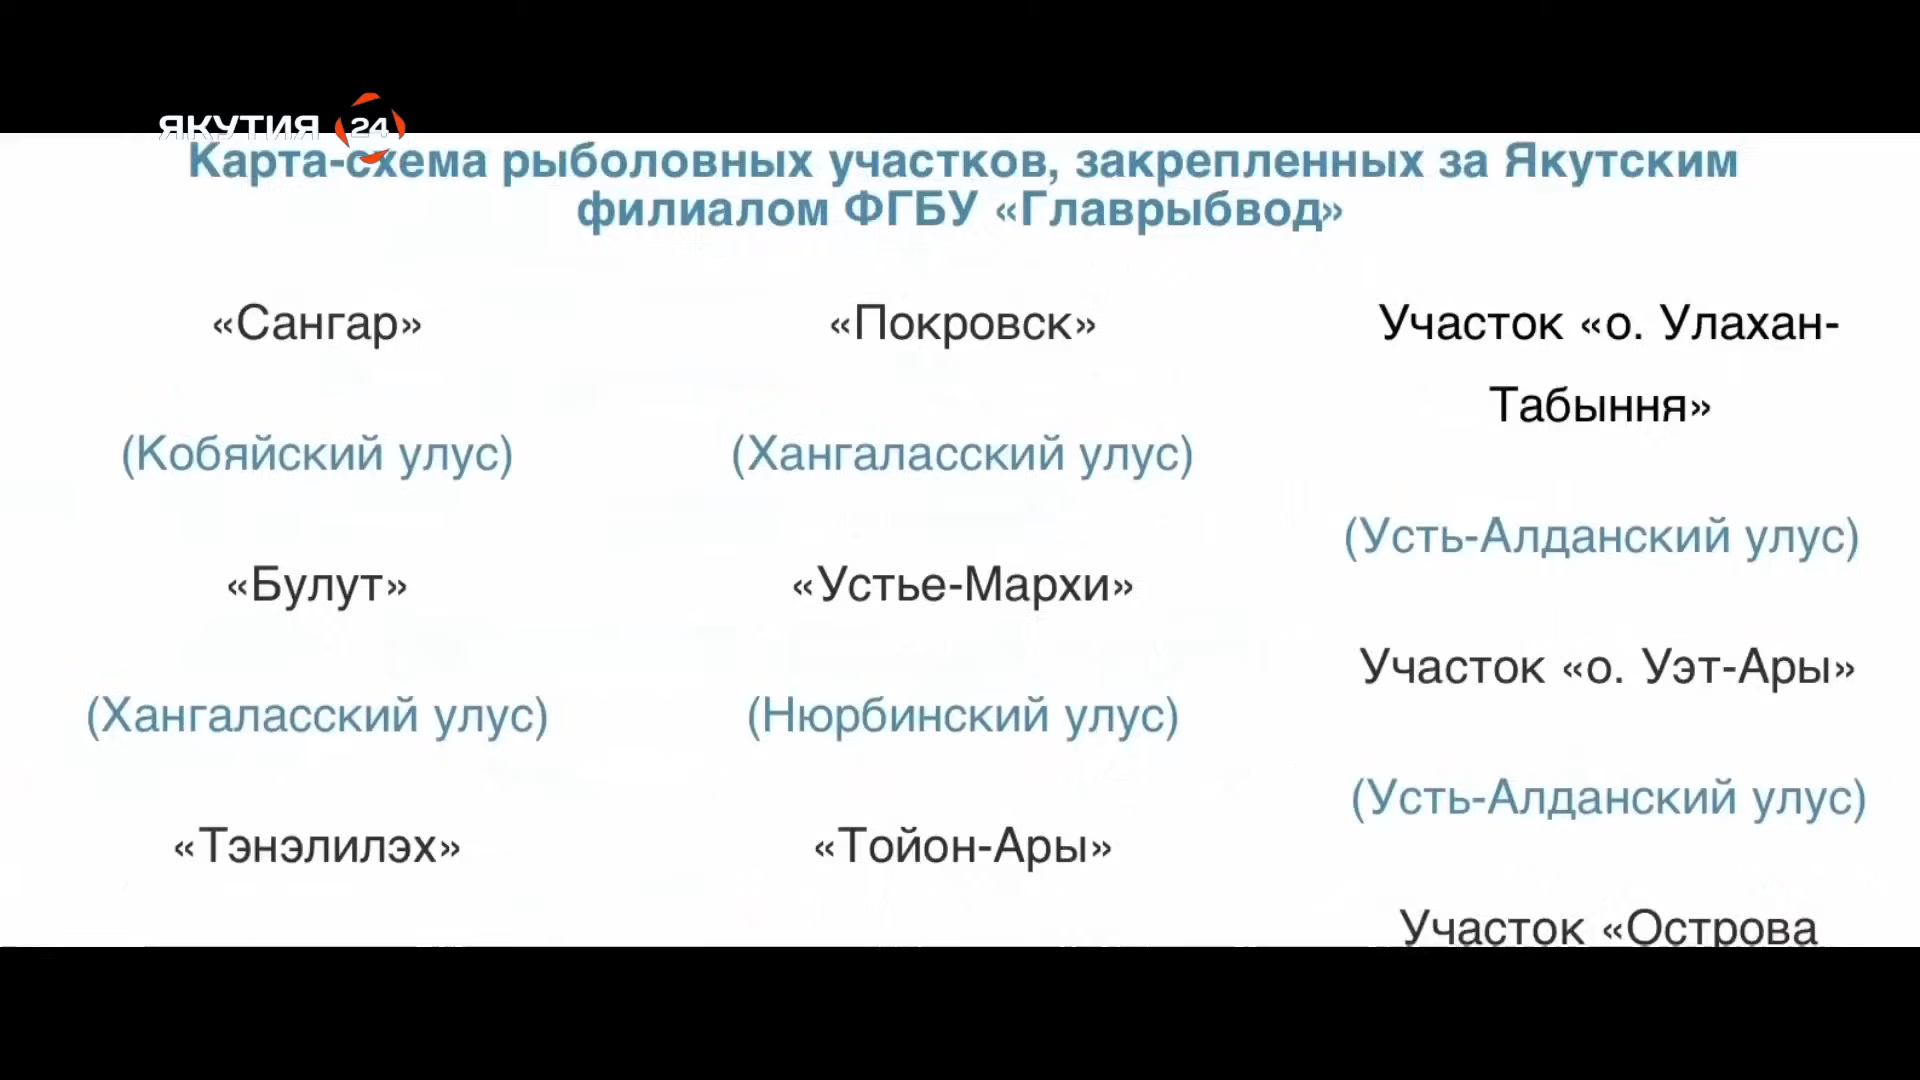 ЯКУТИЯ 24
Карта-схема рыболовных участков, закрепленных за Якутским
филиалом ФГБУ «Главрыбвод»
«Сангар»
(Кобяйский улус)
«Булут»
(Хангаласский улус)
«Тэнэлилэх»
«Покровск»
(Хангаласский улус)
«Устье-Мархи»
(Нюрбинский улус)
«Тойон-Ары»
Участок «о. Улахан-
Табыння»
(Усть-Алданский улус)
Участок «о. Уэт-Ары»
(Усть-Алданский улус)
Участок «Острова